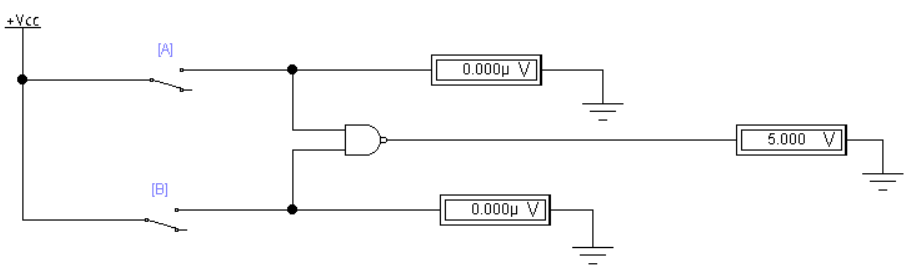 +Vcc
[A]
0.000µ V
5.000 V
[B]
0.000µ V